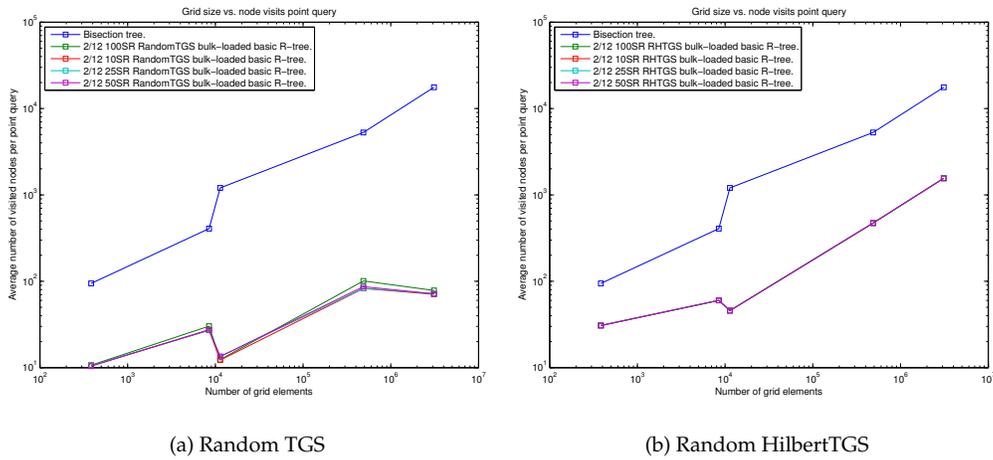 Grid size vs. node visits point query
10^5
Bisection tree.
2/12 100SR RandomTGS bulk−loaded basic R−tree.
2/12 10SR RandomTGS bulk−loaded basic R−tree.
2/12 25SR RandomTGS bulk−loaded basic R−tree.
2/12 50SR RandomTGS bulk−loaded basic R−tree.
10^4
10^3
10^2
10^1
Average number of visited nodes per point query
10^2 10^3 10^4 10^5 10^6 10^7
Number of grid elements
(a) Random TGS
Grid size vs. node visits point query
10^5
Bisection tree.
2/12 100SR RHTGS bulk−loaded basic R−tree.
2/12 10SR RHTGS bulk−loaded basic R−tree.
2/12 25SR RHTGS bulk−loaded basic R−tree.
2/12 50SR RHTGS bulk−loaded basic R−tree.
10^4
10^3
10^2
10^1
Average number of visited nodes per point query
10^2 10^3 10^4 10^5 10^6 10^7
Number of grid elements
(b) Random HilbertTGS